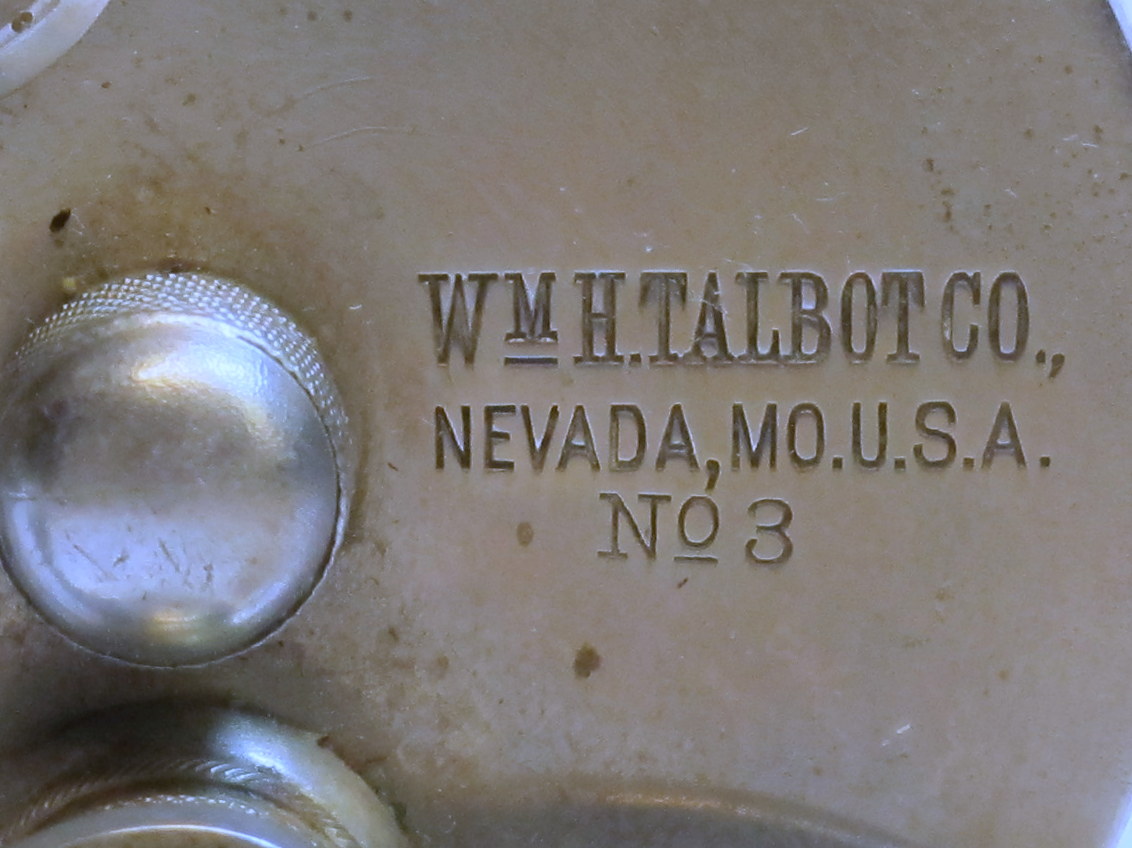 Wᴹ H. TALBOT CO.,
NEVADA, MO. U.S.A.
Nº 3